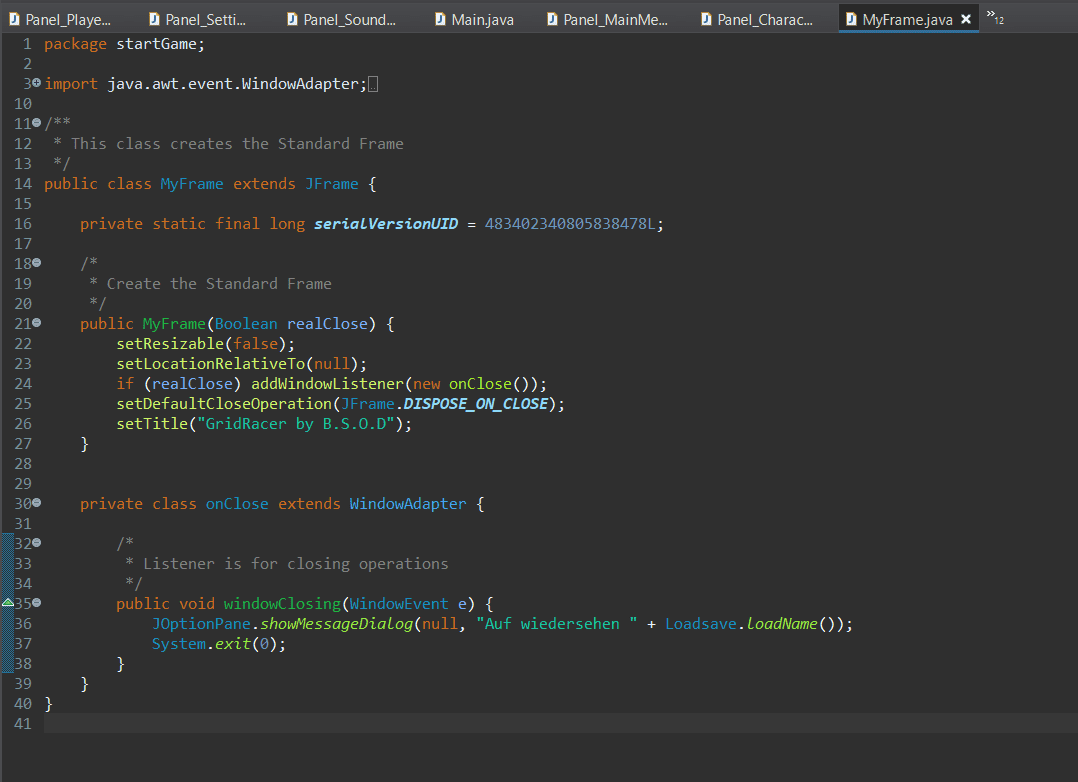 Panel_Playe... Panel_Setti... Panel_Sound... Main.java Panel_MainMe... Panel_Charac... MyFrame.java »12
1 package startGame;
2
3 import java.awt.event.WindowAdapter;
10
11 /**
12  * This class creates the Standard Frame
13  */
14 public class MyFrame extends JFrame {
15
16     private static final long serialVersionUID = 483402340805838478L;
17
18     /*
19      * Create the Standard Frame
20      */
21     public MyFrame(Boolean realClose) {
22         setResizable(false);
23         setLocationRelativeTo(null);
24         if (realClose) addWindowListener(new onClose());
25         setDefaultCloseOperation(JFrame.DISPOSE_ON_CLOSE);
26         setTitle("GridRacer by B.S.O.D");
27     }
28
29
30     private class onClose extends WindowAdapter {
31
32         /*
33          * Listener is for closing operations
34          */
35         public void windowClosing(WindowEvent e) {
36             JOptionPane.showMessageDialog(null, "Auf wiedersehen " + Loadsave.loadName());
37             System.exit(0);
38         }
39     }
40 }
41